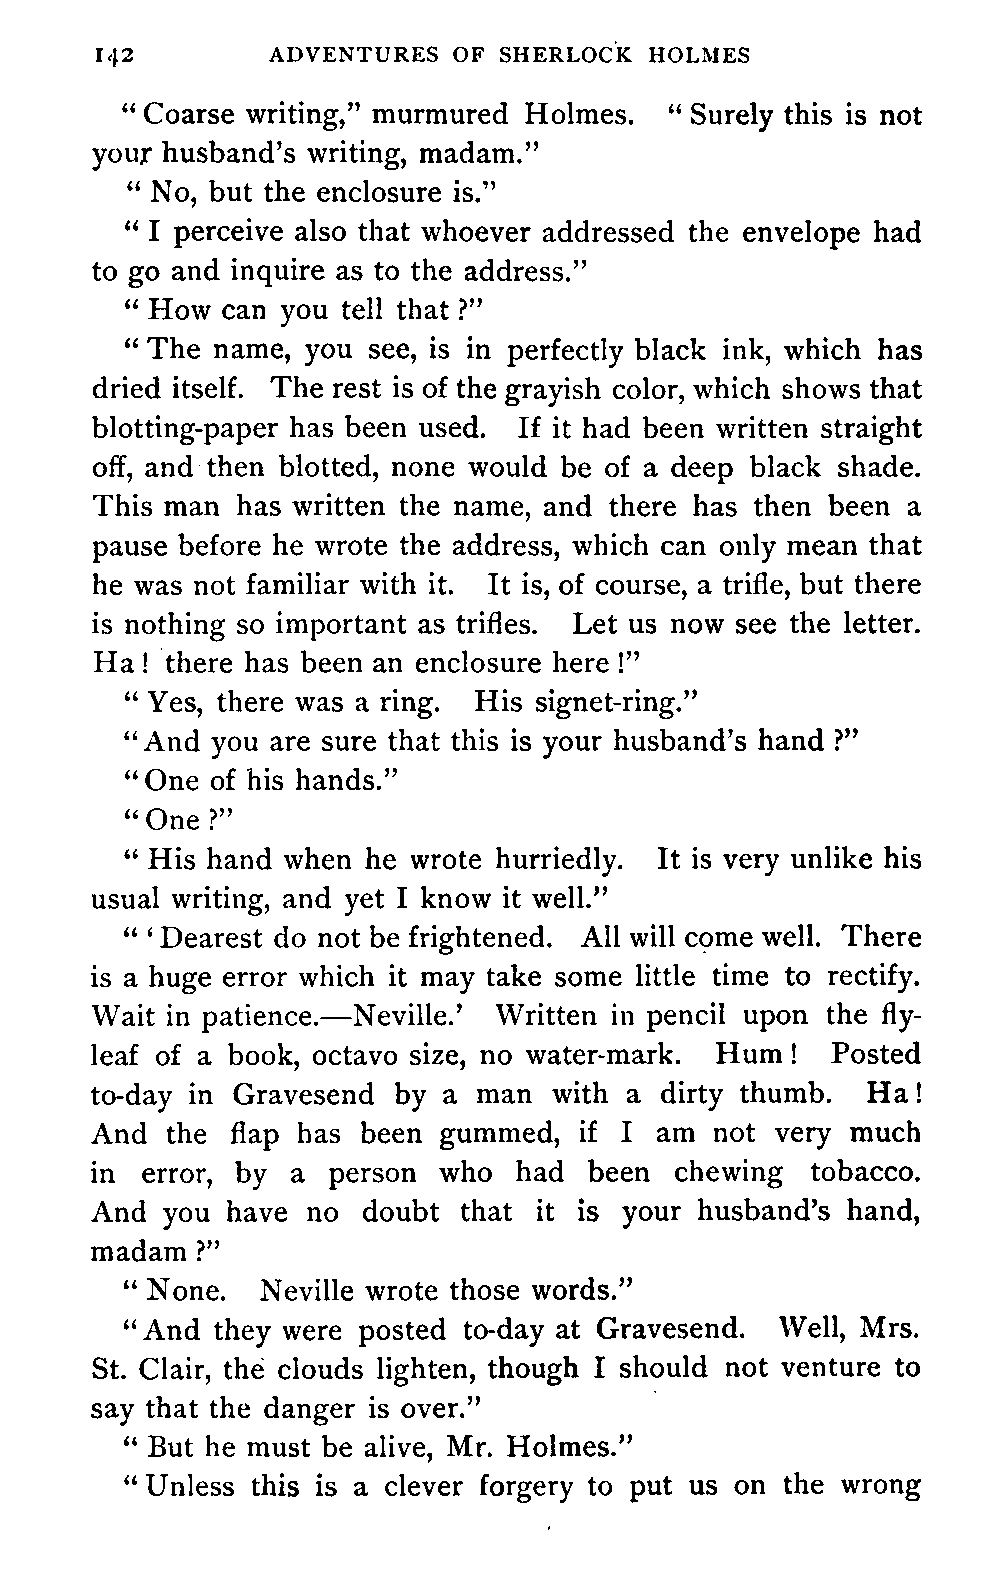 142 ADVENTURES OF SHERLOCK HOLMES
“ Coarse writing,” murmured Holmes. “ Surely this is not
your husband’s writing, madam.”
“ No, but the enclosure is.”
“ I perceive also that whoever addressed the envelope had
to go and inquire as to the address.”
“ How can you tell that ?”
“ The name, you see, is in perfectly black ink, which has
dried itself. The rest is of the grayish color, which shows that
blotting-paper has been used. If it had been written straight
off, and then blotted, none would be of a deep black shade.
This man has written the name, and there has then been a
pause before he wrote the address, which can only mean that
he was not familiar with it. It is, of course, a trifle, but there
is nothing so important as trifles. Let us now see the letter.
Ha ! there has been an enclosure here !”
“ Yes, there was a ring. His signet-ring.”
“ And you are sure that this is your husband’s hand ?”
“ One of his hands.”
“ One ?”
“ His hand when he wrote hurriedly. It is very unlike his
usual writing, and yet I know it well.”
“ ‘ Dearest do not be frightened. All will come well. There
is a huge error which it may take some little time to rectify.
Wait in patience.—Neville.’ Written in pencil upon the fly-
leaf of a book, octavo size, no water-mark. Hum ! Posted
to-day in Gravesend by a man with a dirty thumb. Ha !
And the flap has been gummed, if I am not very much
in error, by a person who had been chewing tobacco.
And you have no doubt that it is your husband’s hand,
madam ?”
“ None. Neville wrote those words.”
“ And they were posted to-day at Gravesend. Well, Mrs.
St. Clair, the clouds lighten, though I should not venture to
say that the danger is over.”
“ But he must be alive, Mr. Holmes.”
“ Unless this is a clever forgery to put us on the wrong